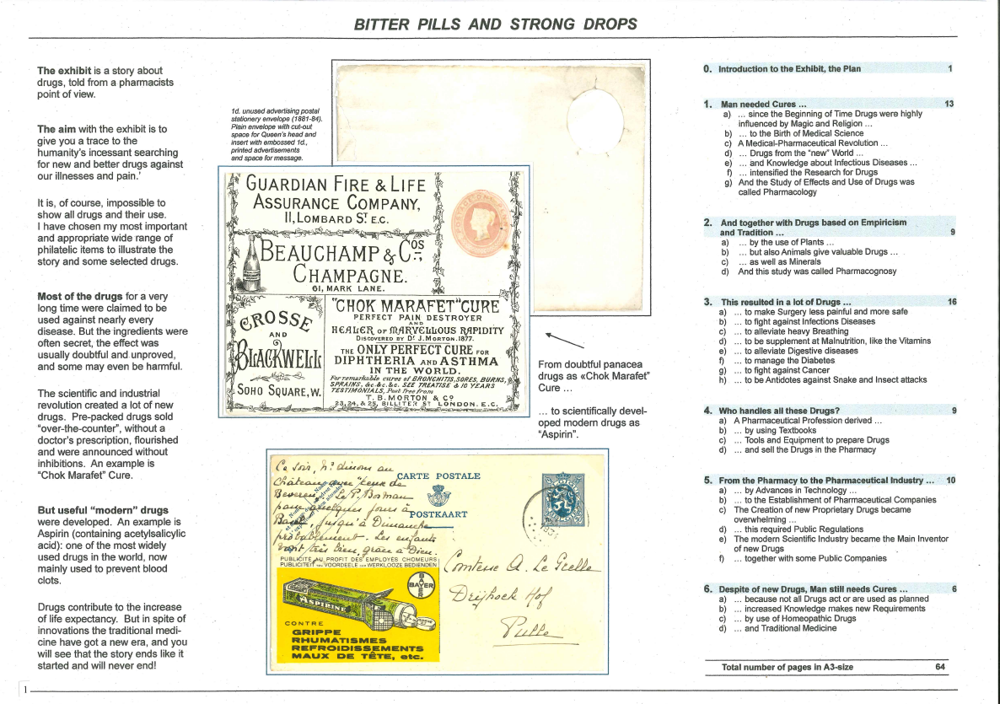 BITTER PILLS AND STRONG DROPS
The exhibit is a story about
drugs, told from a pharmacists
point of view.
The aim with the exhibit is to
give you a trace to the
humanity's incessant searching
for new and better drugs against
our illnesses and pain.'
It is, of course, impossible to
show all drugs and their use.
I have chosen my most important
and appropriate wide range of
philatelic items to illustrate the
story and some selected drugs.
Most of the drugs for a very
long time were claimed to be
used against nearly every
disease. But the ingredients were
often secret, the effect was
usually doubtful and unproved,
and some may even be harmful.
The scientific and industrial
revolution created a lot of new
drugs. Pre-packed drugs sold
"over-the-counter", without a
doctor's prescription, flourished
and were announced without
inhibitions. An example is
"Chok Marafet" Cure.
But useful "modern" drugs
were developed. An example is
Aspirin (containing acetylsalicylic
acid): one of the most widely
used drugs in the world, now
mainly used to prevent blood
clots.
Drugs contribute to the increase
of life expectancy. But in spite of
innovations the traditional medi-
cine have got a new era, and you
will see that the story ends like it
started and will never end!
1
1d. unused advertising postal
stationery envelope (1881-84).
Plain envelope with cut-out
space for Queen's head and
insert with embossed 1d.,
printed advertisements
and space for message.
GUARDIAN FIRE & LIFE
ASSURANCE COMPANY,
11, LOMBARD ST E.C.
BEAUCHAMP & COS,
CHAMPAGNE.
61, MARK LANE.
CROSSE
AND
BLACKWELL
SOHO SQUARE, W.
"CHOK MARAFET" CURE
PERFECT PAIN DESTROYER
AND
HEALER OF MARVELLOUS RAPIDITY
DISCOVERED BY DR J. MORTON. 1877.
THE ONLY PERFECT CURE FOR
DIPHTHERIA AND ASTHMA
IN THE WORLD.
For remarkable cures of BRONCHITIS, SORES, BURNS,
SPRAINS, &c &c. &c. SEE TREATISE & 10 YEARS
TESTIMONIALS, Post free from
T. B. MORTON & CO
23, 24, & 25, BILLITER ST LONDON. E.C.
From doubtful panacea
drugs as «Chok Marafet"
Cure ...
... to scientifically devel-
oped modern drugs as
"Aspirin".
Ce soir, nous dinons au
Château avec
Beveren, Le P. Borman
pour quelques jours à
jusqu'à Dimanche
probablement. Les enfants
vont très bien, grâce à Dieu.
CARTE POSTALE
POSTKAART
1931
PUBLICITÉ AU PROFIT DES EMPLOYÉS CHOMEURS
PUBLICITEIT TEN VOORDEELE VAN WERKLOOZE BEDIENDEN
BAYER
BAYER
ASPIRINE
CONTRE
GRIPPE
RHUMATISMES
REFROIDISSEMENTS
MAUX DE TÊTE, etc.
Comtesse A. Le
Hof
Pulle
0. Introduction to the Exhibit, the Plan 1
1. Man needed Cures ... 13
a) ... since the Beginning of Time Drugs were highly
influenced by Magic and Religion ...
b) ... to the Birth of Medical Science
c) A Medical-Pharmaceutical Revolution ...
d) ... Drugs from the "new" World ...
e) ... and Knowledge about Infectious Diseases ...
f) ... intensified the Research for Drugs
g) And the Study of Effects and Use of Drugs was
called Pharmacology
2. And together with Drugs based on Empiricism
and Tradition ... 9
a) ... by the use of Plants ...
b) ... but also Animals give valuable Drugs ...
c) ... as well as Minerals
d) And this study was called Pharmacognosy
3. This resulted in a lot of Drugs ... 16
a) ... to make Surgery less painful and more safe
b) ... to fight against Infections Diseases
c) ... to alleviate heavy Breathing
d) ... to be supplement at Malnutrition, like the Vitamins
e) ... to alleviate Digestive diseases
f) ... to manage the Diabetes
g) ... to fight against Cancer
h) ... to be Antidotes against Snake and Insect attacks
4. Who handles all these Drugs? 9
a) A Pharmaceutical Profession derived ...
b) ... by using Textbooks
c) ... Tools and Equipment to prepare Drugs
d) ... and sell the Drugs in the Pharmacy
5. From the Pharmacy to the Pharmaceutical Industry ... 10
a) ... by Advances in Technology ...
b) ... to the Establishment of Pharmaceutical Companies
c) The Creation of new Proprietary Drugs became
overwhelming ...
d) ... this required Public Regulations
e) The modern Scientific Industry became the Main Inventor
of new Drugs
f) ... together with some Public Companies
6. Despite of new Drugs, Man still needs Cures ... 6
a) ... because not all Drugs act or are used as planned
b) ... increased Knowledge makes new Requirements
c) ... by use of Homeopathic Drugs
d) ... and Traditional Medicine
Total number of pages in A3-size 64